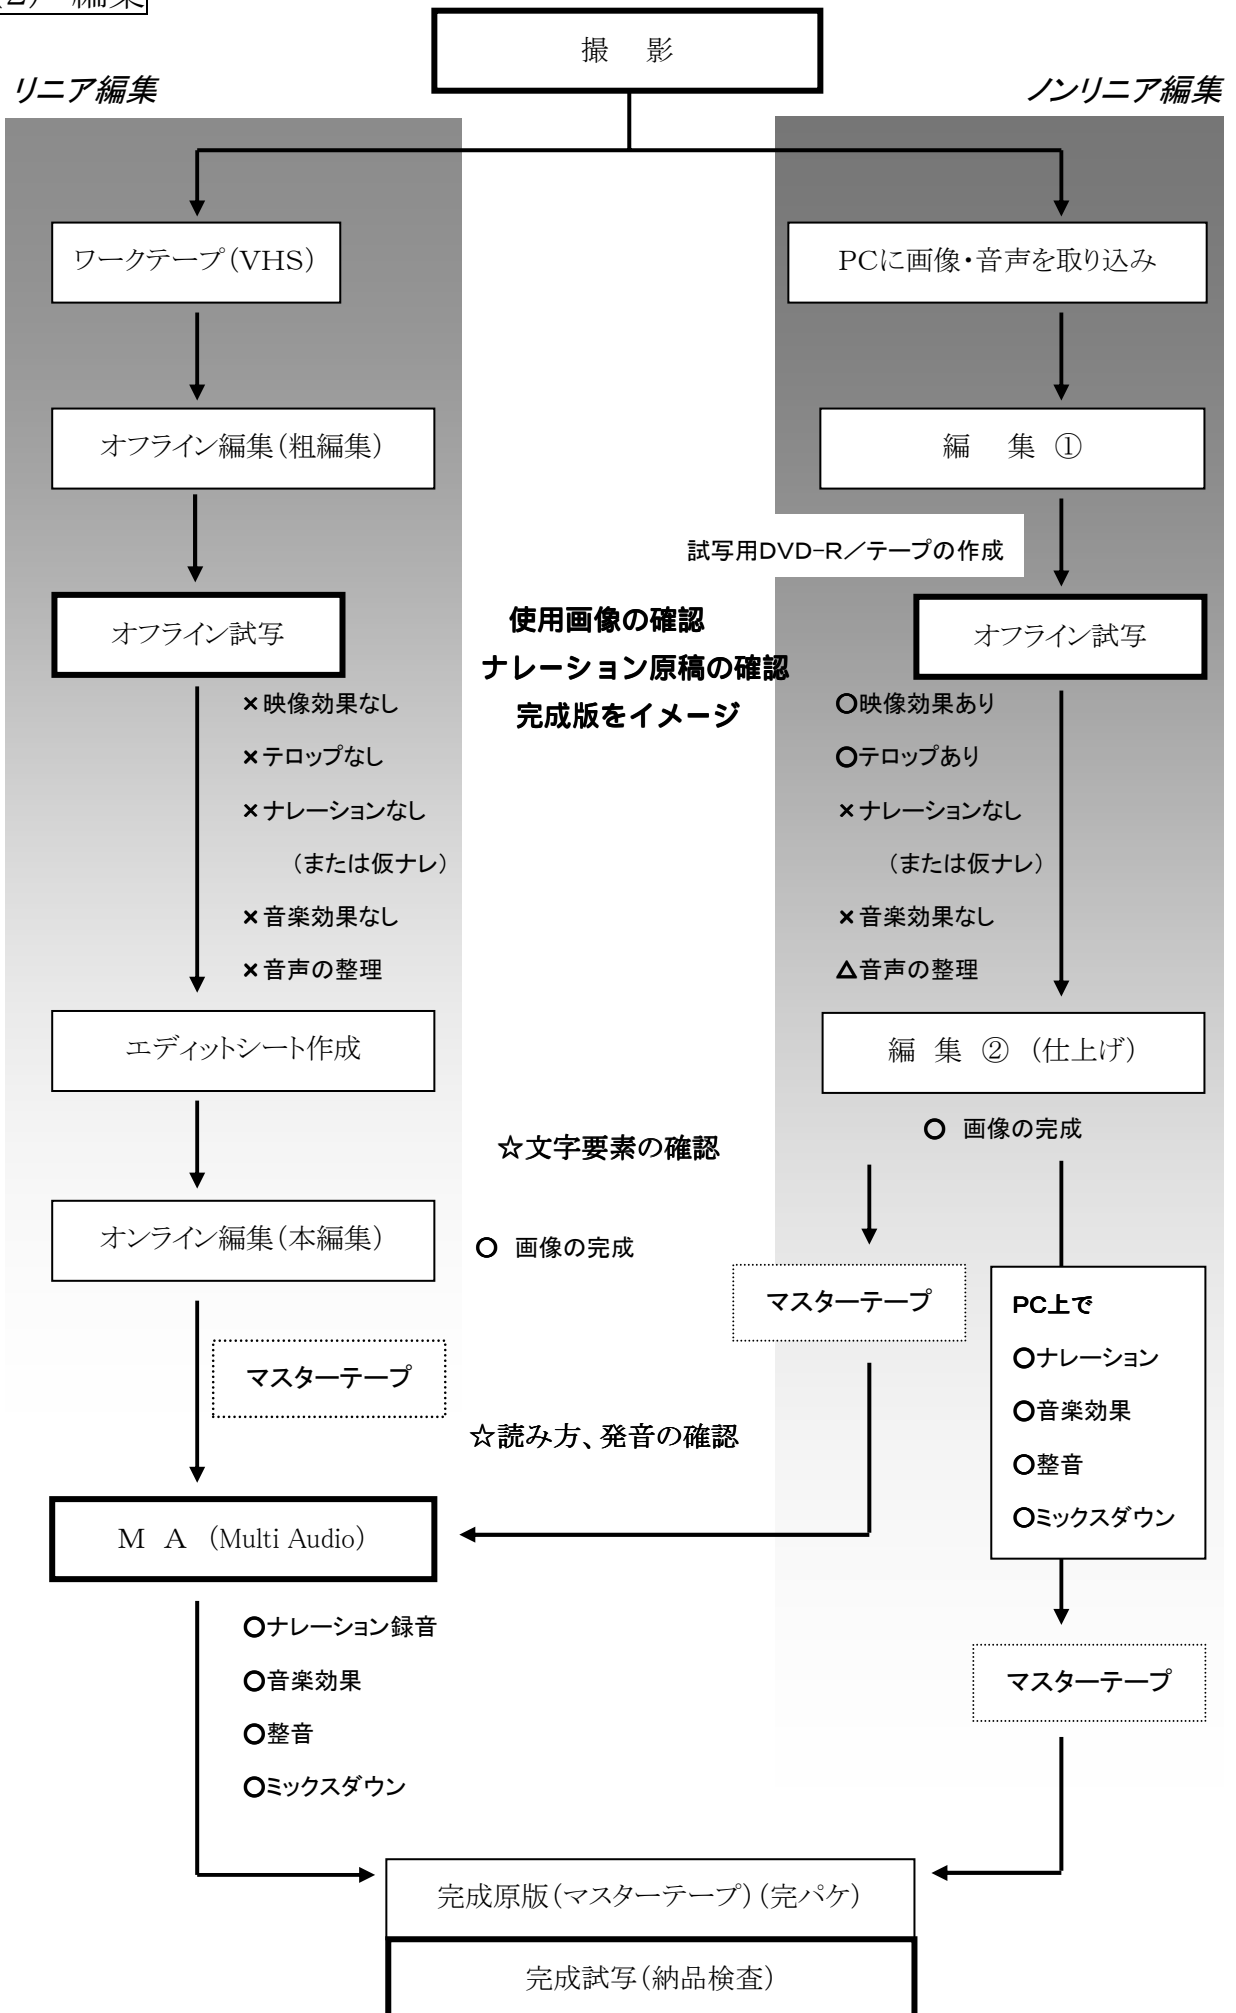 (2) 編集
撮 影
リニア編集
ノンリニア編集
ワークテープ(VHS)
PCに画像・音声を取り込み
オフライン編集(粗編集)
編 集 ①
試写用DVD-R/テープの作成
オフライン試写
使用画像の確認
ナレーション原稿の確認
完成版をイメージ
オフライン試写
×映像効果なし
×テロップなし
×ナレーションなし
(または仮ナレ)
×音楽効果なし
×音声の整理
○映像効果あり
○テロップあり
×ナレーションなし
(または仮ナレ)
×音楽効果なし
△音声の整理
エディットシート作成
編 集 ② (仕上げ)
○ 画像の完成
☆文字要素の確認
オンライン編集(本編集)
○ 画像の完成
マスターテープ
PC上で
○ナレーション
○音楽効果
○整音
○ミックスダウン
マスターテープ
☆読み方、発音の確認
M A (Multi Audio)
○ナレーション録音
○音楽効果
○整音
○ミックスダウン
マスターテープ
完成原版(マスターテープ)(完パケ)
完成試写(納品検査)